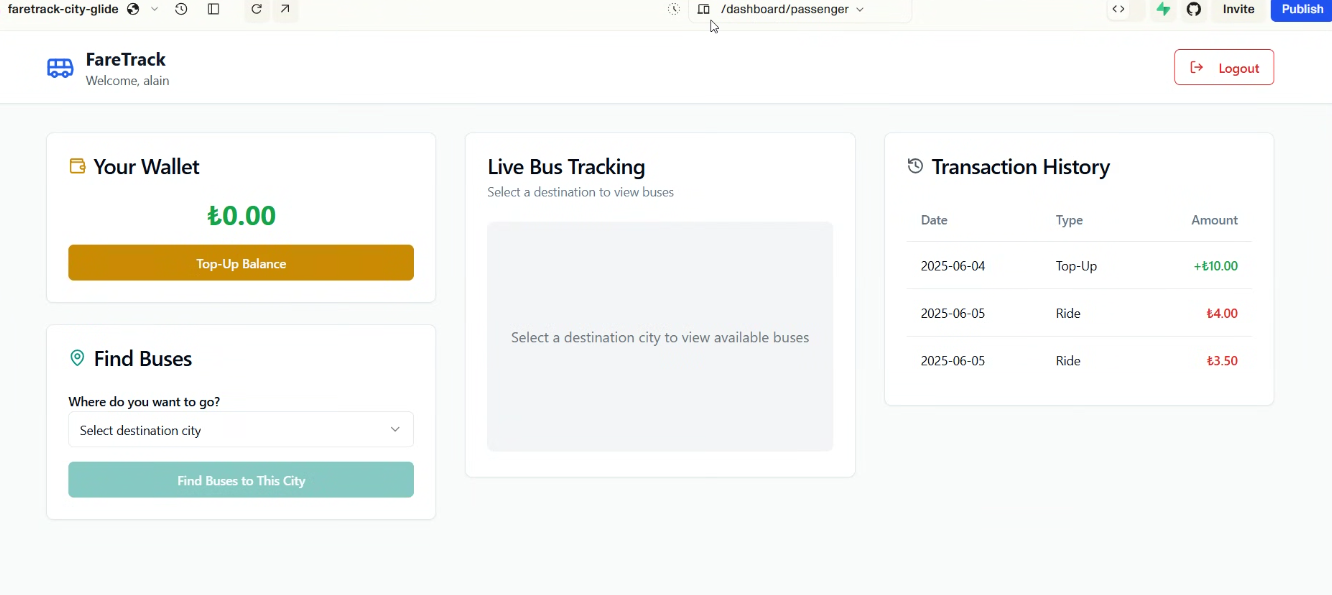 faretrack-city-glide
/dashboard/passenger
Invite
Publish
FareTrack
Welcome, alain
Logout
Your Wallet
₺0.00
Top-Up Balance
Find Buses
Where do you want to go?
Select destination city
Find Buses to This City
Live Bus Tracking
Select a destination to view buses
Select a destination city to view available buses
Transaction History
Date Type Amount
2025-06-04 Top-Up +₺10.00
2025-06-05 Ride ₺4.00
2025-06-05 Ride ₺3.50